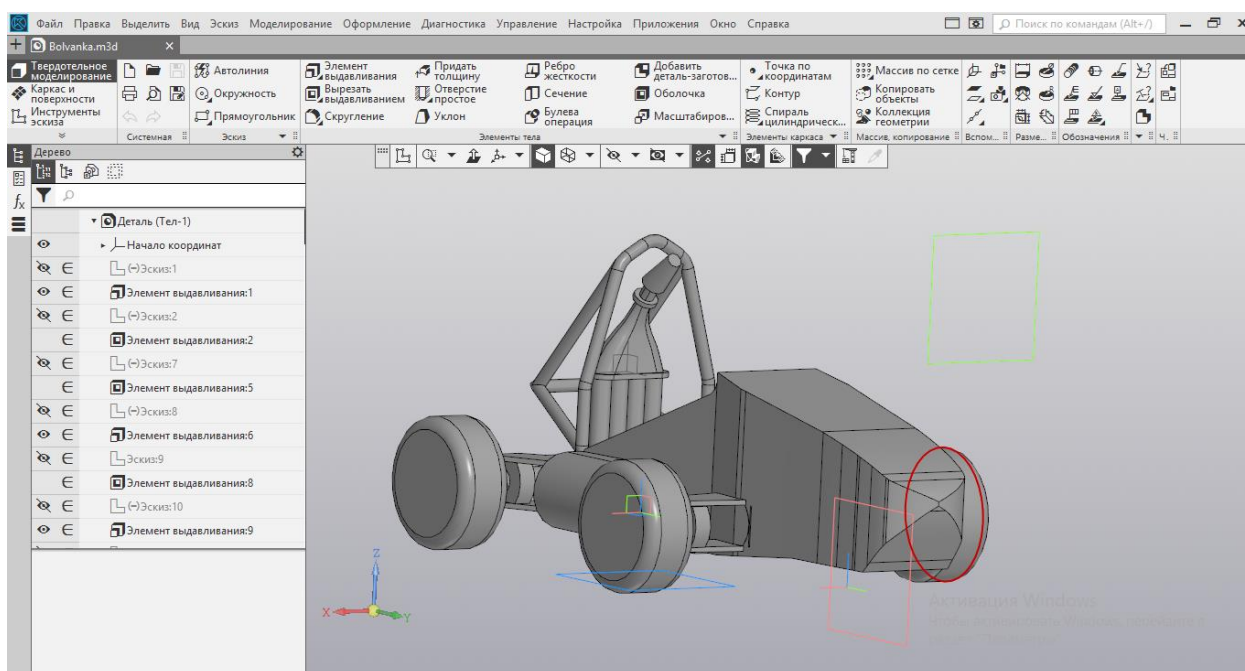 Файл Правка Выделить Вид Эскиз Моделирование Оформление Диагностика Управление Настройка Приложения Окно Справка
Поиск по командам (Alt+/)
Bolvanka.m3d
Твердотельное моделирование
Каркас и поверхности
Инструменты эскиза
Системная
Автолиния
Окружность
Прямоугольник
Эскиз
Элемент выдавливания
Вырезать выдавливанием
Скругление
Придать толщину
Отверстие простое
Уклон
Ребро жесткости
Сечение
Булева операция
Добавить деталь-заготов...
Оболочка
Масштабиров...
Элементы тела
Точка по координатам
Контур
Спираль цилиндрическ...
Элементы каркаса
Массив по сетке
Копировать объекты
Коллекция геометрии
Массив, копирование
Вспом...
Разме...
Обозначения
Ч.
Дерево
Деталь (Тел-1)
Начало координат
(-)Эскиз:1
Элемент выдавливания:1
(-)Эскиз:2
Элемент выдавливания:2
(-)Эскиз:7
Элемент выдавливания:5
(-)Эскиз:8
Элемент выдавливания:6
Эскиз:9
Элемент выдавливания:8
(-)Эскиз:10
Элемент выдавливания:9
Z
X
Y
Активация Windows